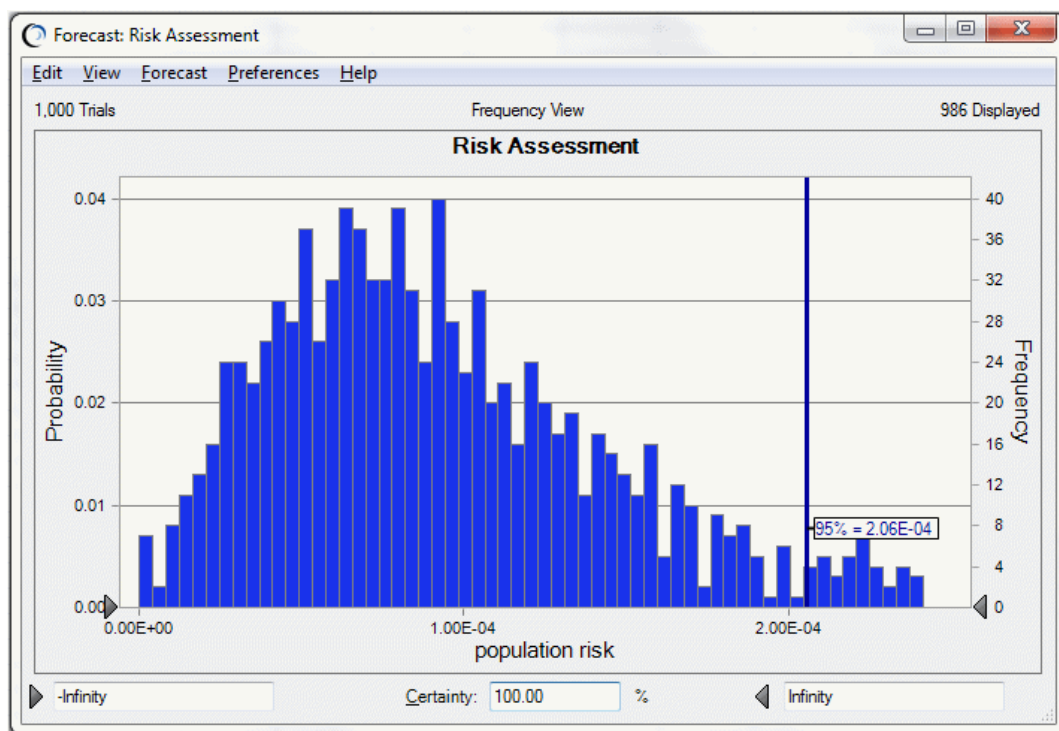 Forecast: Risk Assessment
Edit View Forecast Preferences Help
1,000 Trials Frequency View 986 Displayed
Risk Assessment
0.04 40
36
0.03 32
28
24
0.02 20
16
12
0.01 8
4
0.00 0
Probability
Frequency
95% = 2.06E-04
0.00E+00 1.00E-04 2.00E-04
population risk
-Infinity Certainty: 100.00 % Infinity